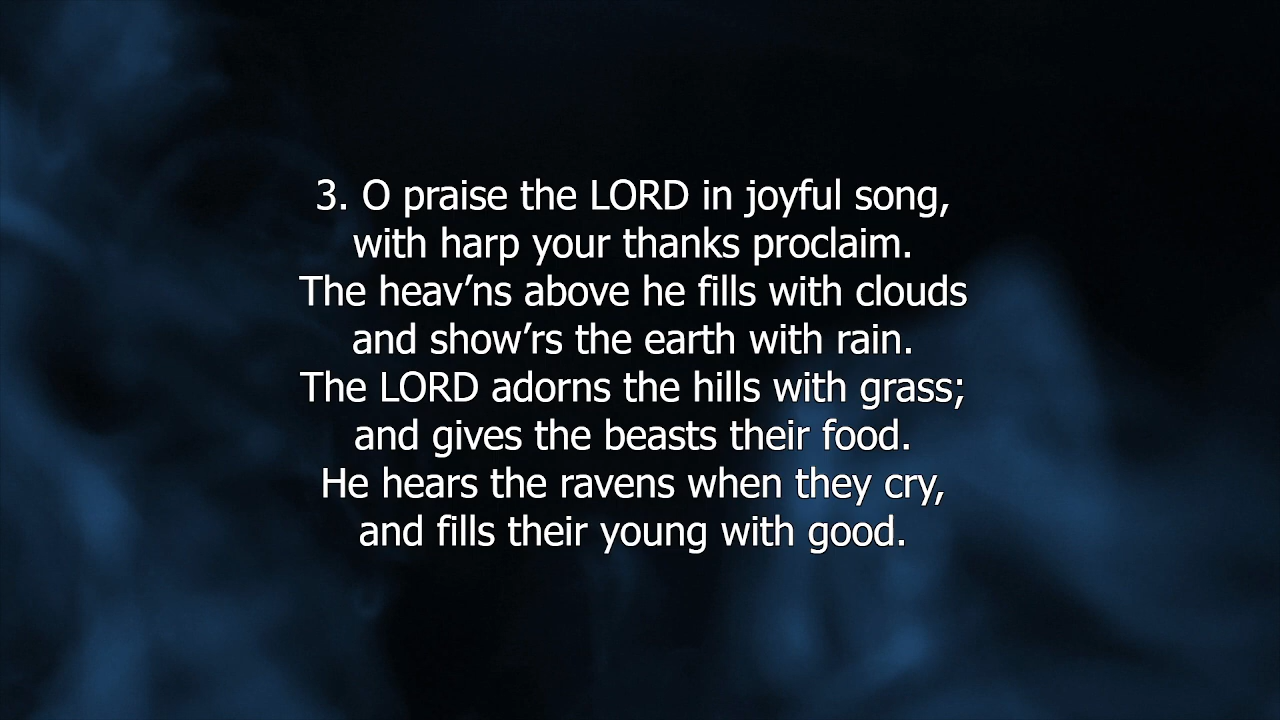 3. O praise the LORD in joyful song,
with harp your thanks proclaim.
The heav’ns above he fills with clouds
and show’rs the earth with rain.
The LORD adorns the hills with grass;
and gives the beasts their food.
He hears the ravens when they cry,
and fills their young with good.